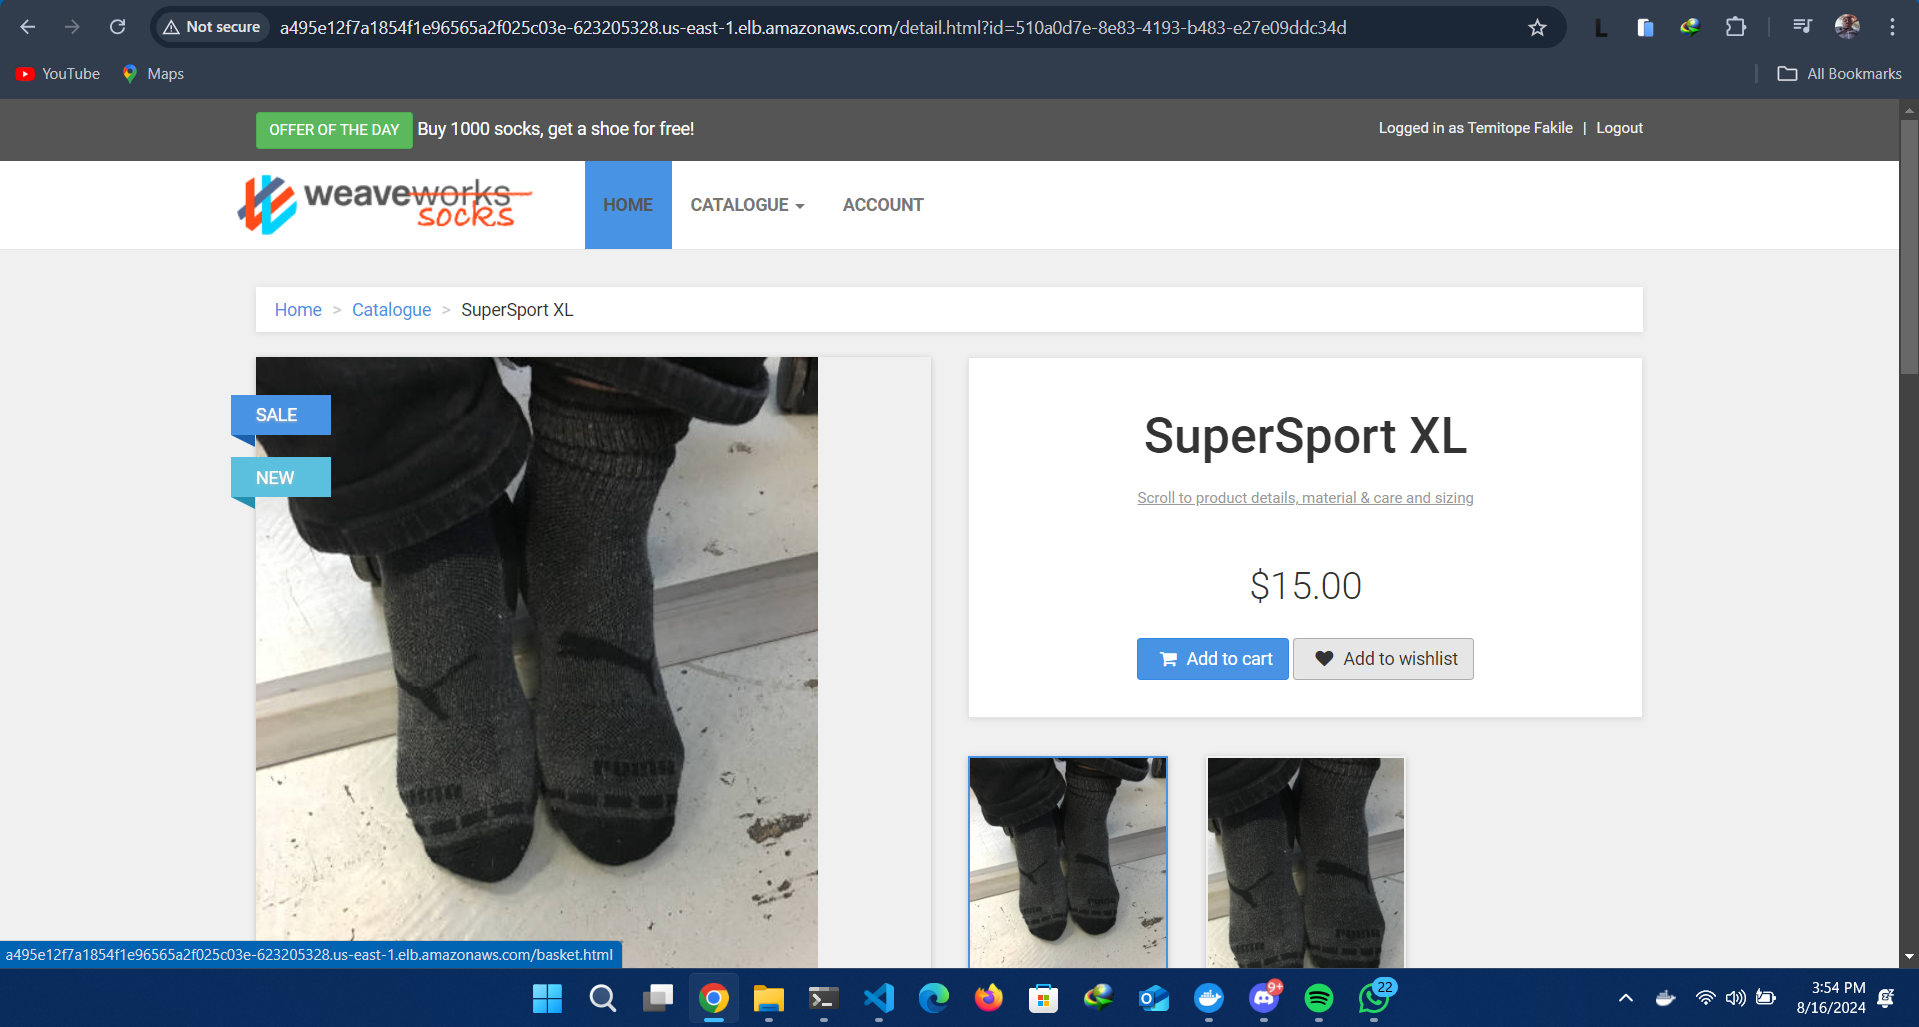 Not secure
a495e12f7a1854f1e96565a2f025c03e-623205328.us-east-1.elb.amazonaws.com/detail.html?id=510a0d7e-8e83-4193-b483-e27e09ddc34d
YouTube
Maps
All Bookmarks
OFFER OF THE DAY Buy 1000 socks, get a shoe for free!
Logged in as Temitope Fakile | Logout
weaveworks
socks
HOME
CATALOGUE
ACCOUNT
Home > Catalogue > SuperSport XL
SALE
NEW
SuperSport XL
Scroll to product details, material & care and sizing
$15.00
Add to cart
Add to wishlist
a495e12f7a1854f1e96565a2f025c03e-623205328.us-east-1.elb.amazonaws.com/basket.html
9+
22
3:54 PM
8/16/2024